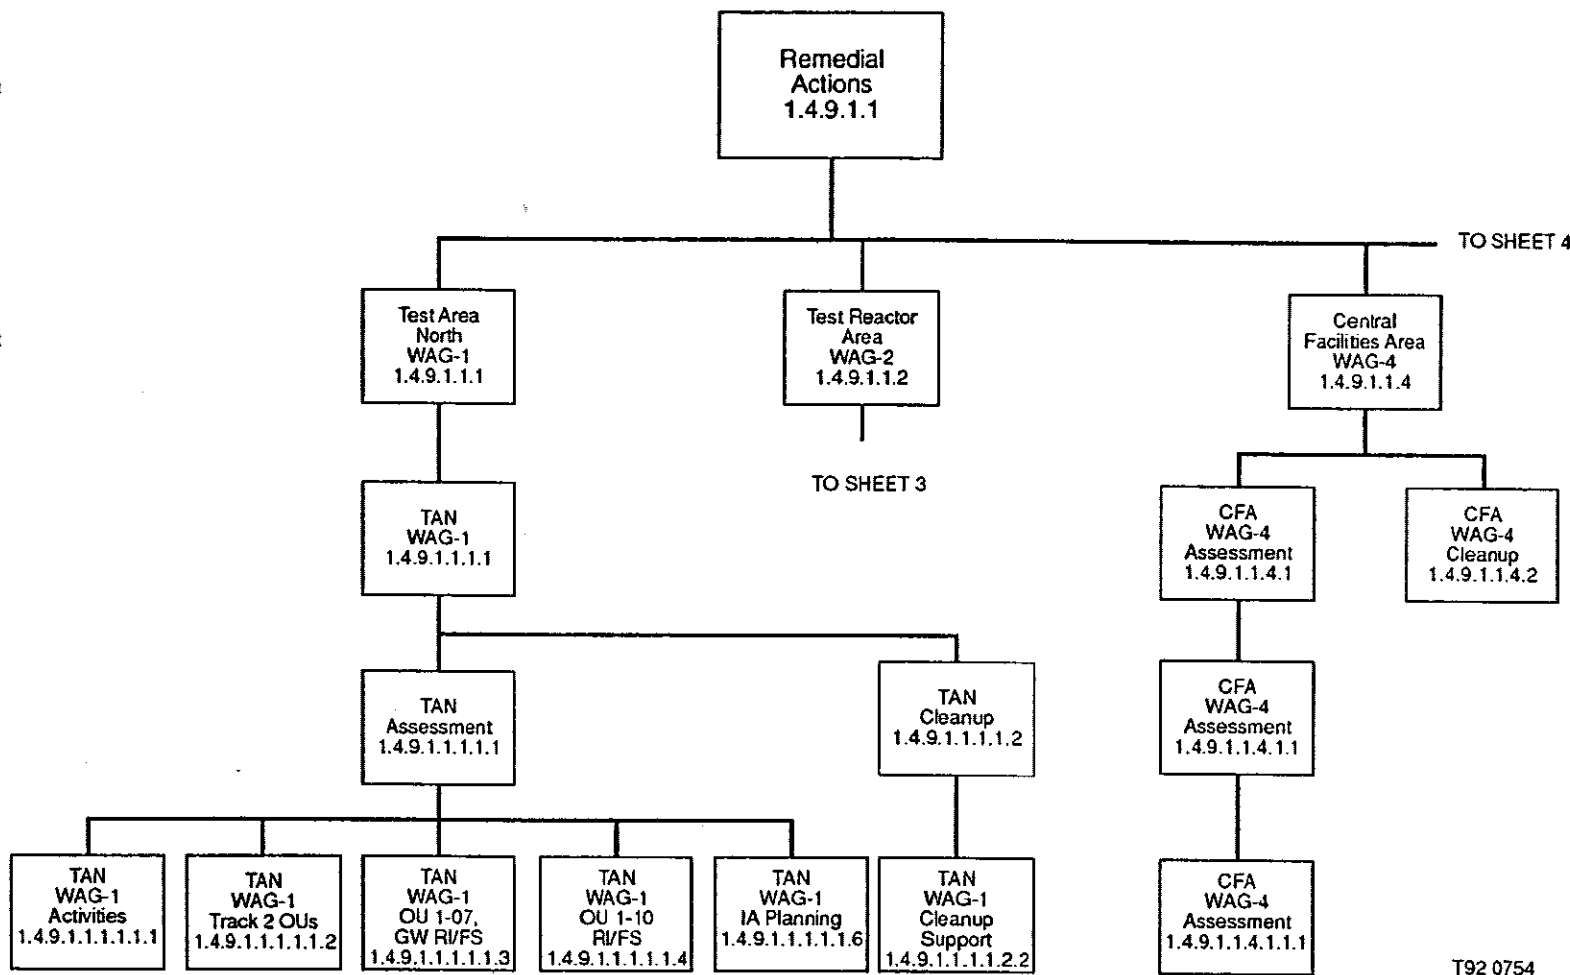 Remedial
Actions
1.4.9.1.1
TO SHEET 4
Test Area
North
WAG-1
1.4.9.1.1.1
Test Reactor
Area
WAG-2
1.4.9.1.1.2
Central
Facilities Area
WAG-4
1.4.9.1.1.4
TO SHEET 3
TAN
WAG-1
1.4.9.1.1.1.1
CFA
WAG-4
Assessment
1.4.9.1.1.4.1
CFA
WAG-4
Cleanup
1.4.9.1.1.4.2
TAN
Assessment
1.4.9.1.1.1.1.1
TAN
Cleanup
1.4.9.1.1.1.1.2
CFA
WAG-4
Assessment
1.4.9.1.1.4.1.1
TAN
WAG-1
Activities
1.4.9.1.1.1.1.1.1
TAN
WAG-1
Track 2 OUs
1.4.9.1.1.1.1.1.2
TAN
WAG-1
OU 1-07,
GW RI/FS
1.4.9.1.1.1.1.1.3
TAN
WAG-1
OU 1-10
RI/FS
1.4.9.1.1.1.1.1.4
TAN
WAG-1
IA Planning
1.4.9.1.1.1.1.1.6
TAN
WAG-1
Cleanup
Support
1.4.9.1.1.1.1.2.2
CFA
WAG-4
Assessment
1.4.9.1.1.4.1.1.1
T92 0754